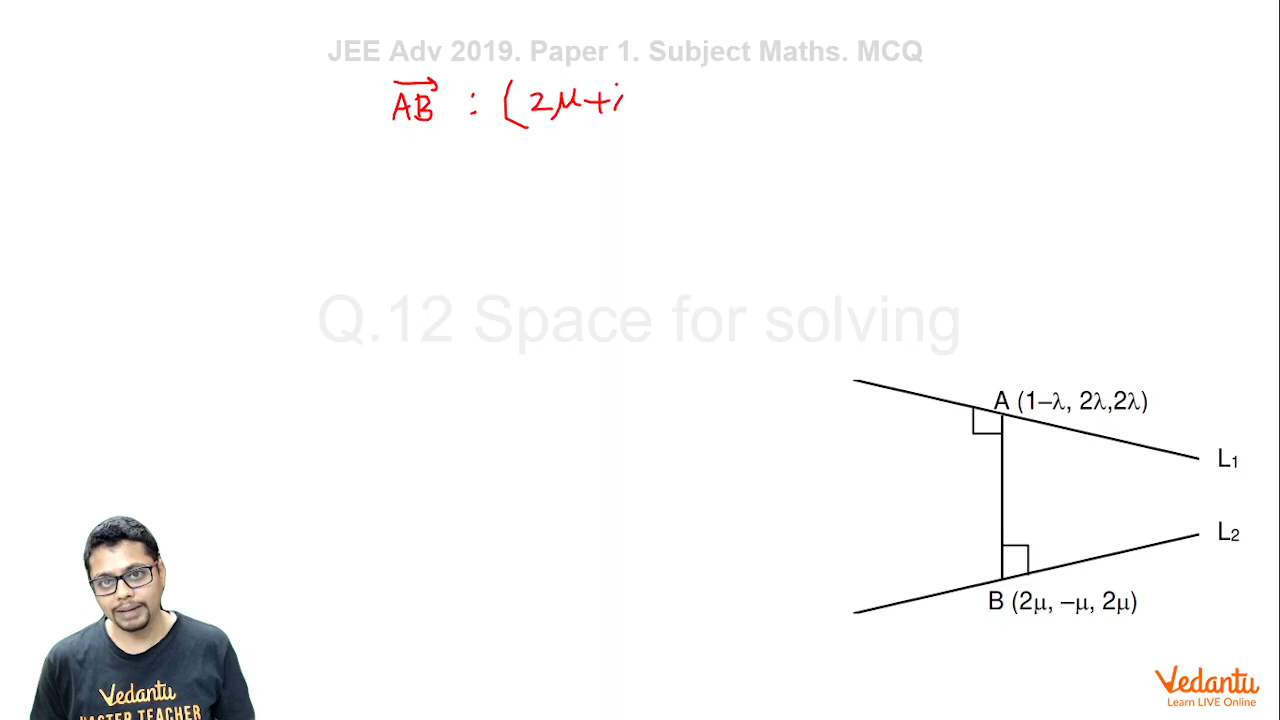 JEE Adv 2019. Paper 1. Subject Maths. MCQ
AB : (2μ+i
Q.12 Space for solving
A (1–λ, 2λ,2λ)
L1
L2
B (2μ, –μ, 2μ)
Vedantu
MASTER TEACHER
Vedantu
Learn LIVE Online